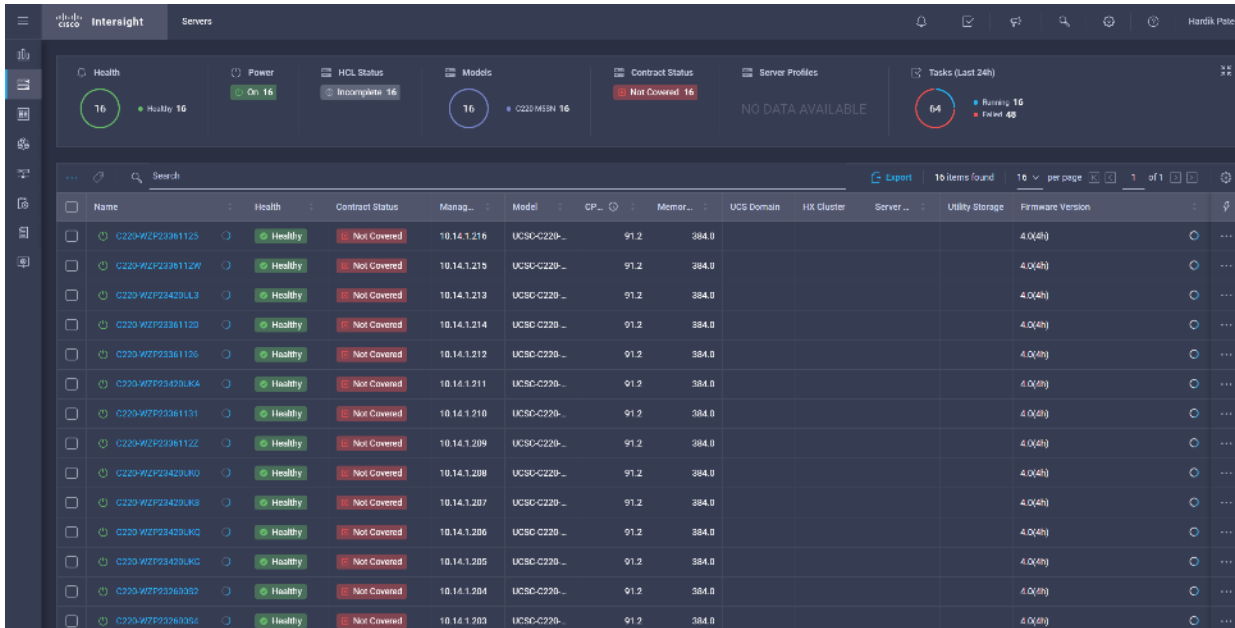 cisco Intersight Servers Hardik Pate
Health Power HCL Status Models Contract Status Server Profiles Tasks (Last 24h)
On 16 Incomplete 16 Not Covered 16
16 Healthy 16 16 C220 M5SN 16 NO DATA AVAILABLE 64 Running 16
Failed 48
... Search Export 16 items found 16 per page 1 of 1
Name Health Contract Status Manag... Model CP... Memor... UCS Domain HX Cluster Server ... Utility Storage Firmware Version
C220-WZP23361125 Healthy Not Covered 10.14.1.216 UCSC-C220-... 91.2 384.0 4.0(4h)
C220-WZP2336112W Healthy Not Covered 10.14.1.215 UCSC-C220-... 91.2 384.0 4.0(4h)
C220-WZP23420UL3 Healthy Not Covered 10.14.1.213 UCSC-C220-... 91.2 384.0 4.0(4h)
Healthy Not Covered 10.14.1.214 UCSC-C220-... 91.2 384.0 4.0(4h)
Healthy Not Covered 10.14.1.212 UCSC-C220-... 91.2 384.0 4.0(4h)
C220-WZP23420UKA Healthy Not Covered 10.14.1.211 UCSC-C220-... 91.2 384.0 4.0(4h)
C220-WZP23361131 Healthy Not Covered 10.14.1.210 UCSC-C220-... 91.2 384.0 4.0(4h)
C220-WZP2336112Z Healthy Not Covered 10.14.1.209 UCSC-C220-... 91.2 384.0 4.0(4h)
Healthy Not Covered 10.14.1.208 UCSC-C220-... 91.2 384.0 4.0(4h)
Healthy Not Covered 10.14.1.207 UCSC-C220-... 91.2 384.0 4.0(4h)
Healthy Not Covered 10.14.1.206 UCSC-C220-... 91.2 384.0 4.0(4h)
Healthy Not Covered 10.14.1.205 UCSC-C220-... 91.2 384.0 4.0(4h)
Healthy Not Covered 10.14.1.204 UCSC-C220-... 91.2 384.0 4.0(4h)
Healthy Not Covered 10.14.1.203 UCSC-C220-... 91.2 384.0 4.0(4h)